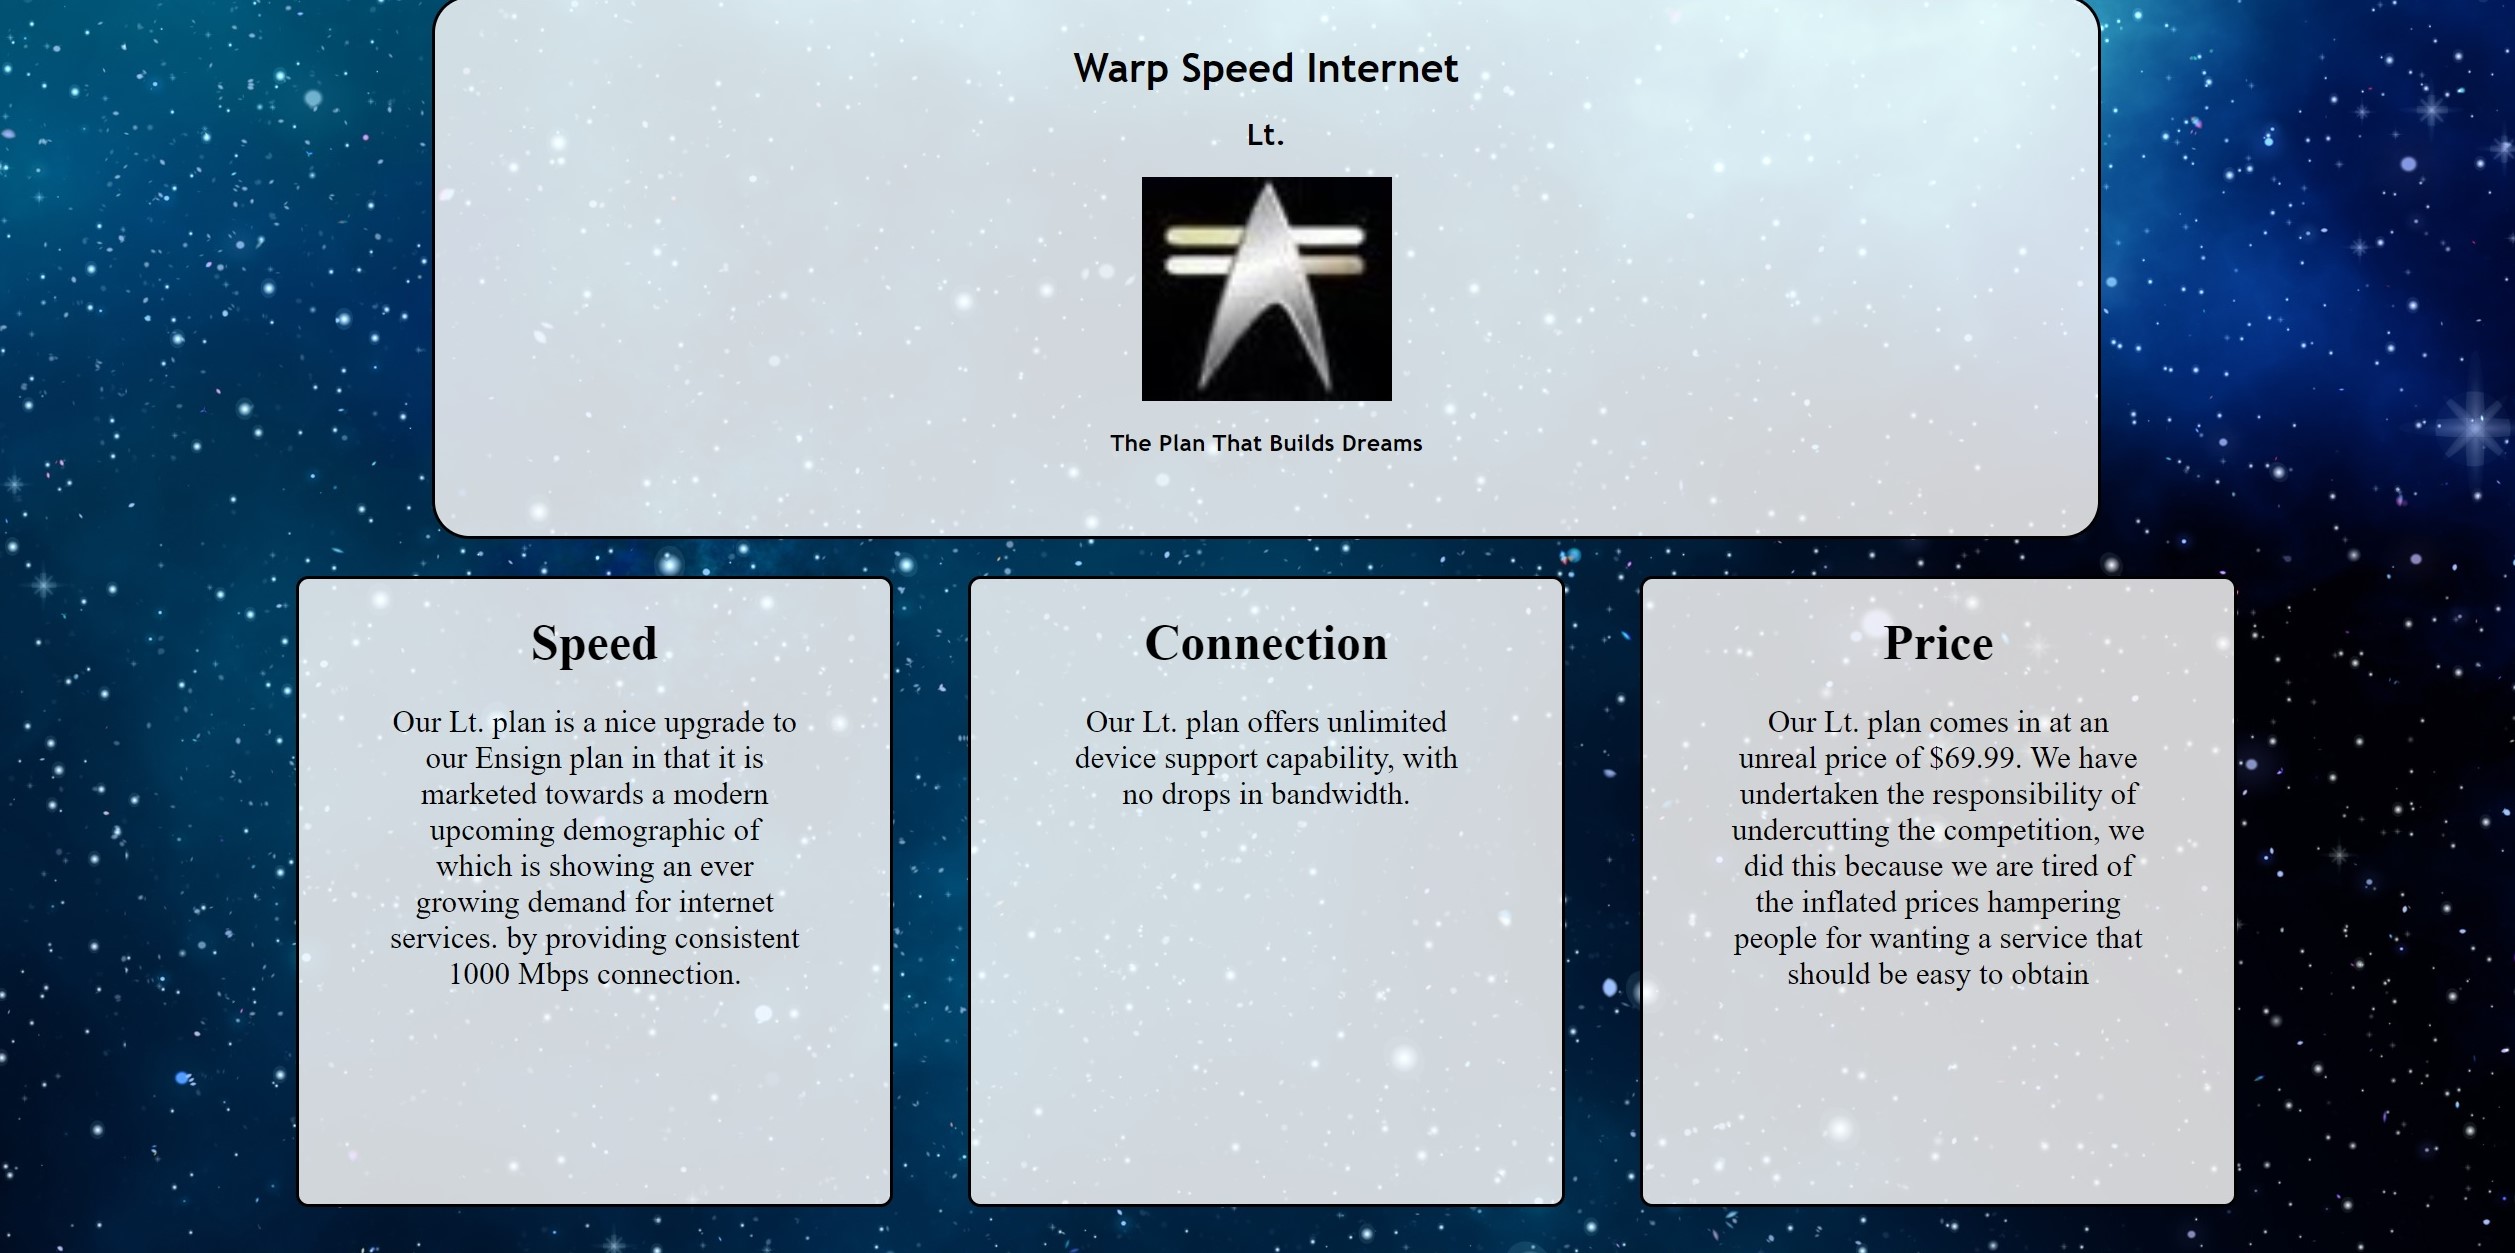 Warp Speed Internet
Lt.
The Plan That Builds Dreams
Speed
Our Lt. plan is a nice upgrade to
our Ensign plan in that it is
marketed towards a modern
upcoming demographic of
which is showing an ever
growing demand for internet
services. by providing consistent
1000 Mbps connection.
Connection
Our Lt. plan offers unlimited
device support capability, with
no drops in bandwidth.
Price
Our Lt. plan comes in at an
unreal price of $69.99. We have
undertaken the responsibility of
undercutting the competition, we
did this because we are tired of
the inflated prices hampering
people for wanting a service that
should be easy to obtain